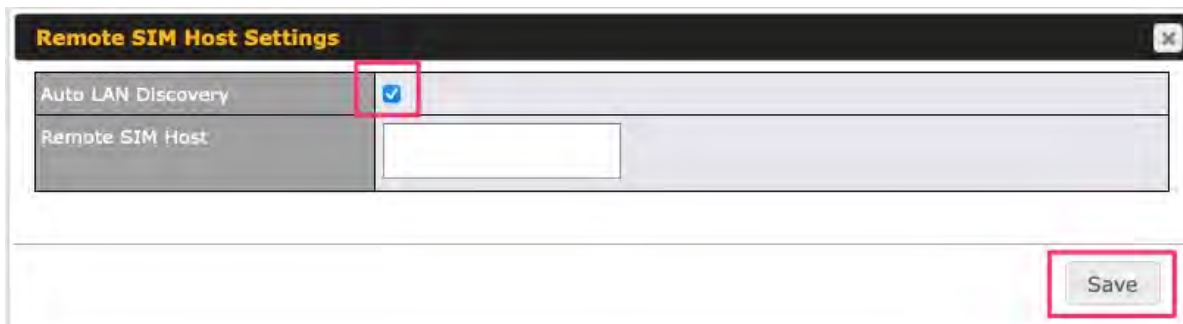 Remote SIM Host Settings
Auto LAN Discovery
Remote SIM Host
Save